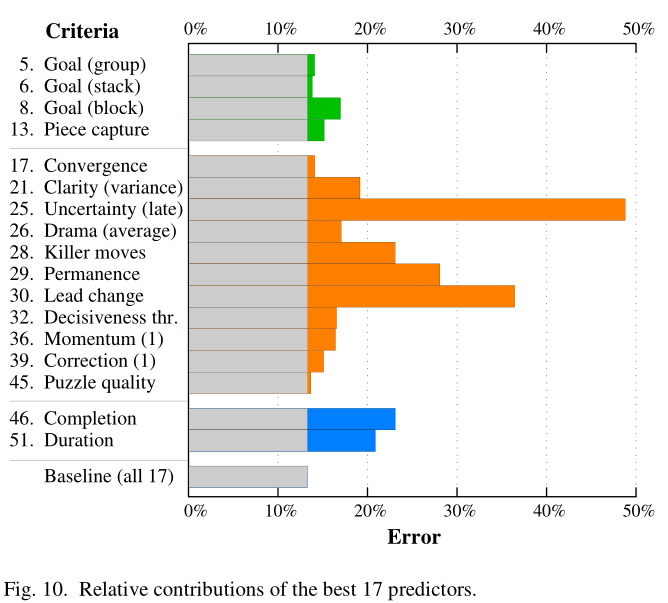 Criteria
0% 10% 20% 30% 40% 50%
5. Goal (group)
6. Goal (stack)
8. Goal (block)
13. Piece capture
17. Convergence
21. Clarity (variance)
25. Uncertainty (late)
26. Drama (average)
28. Killer moves
29. Permanence
30. Lead change
32. Decisiveness thr.
36. Momentum (1)
39. Correction (1)
45. Puzzle quality
46. Completion
51. Duration
Baseline (all 17)
0% 10% 20% 30% 40% 50%
Error
Fig. 10. Relative contributions of the best 17 predictors.